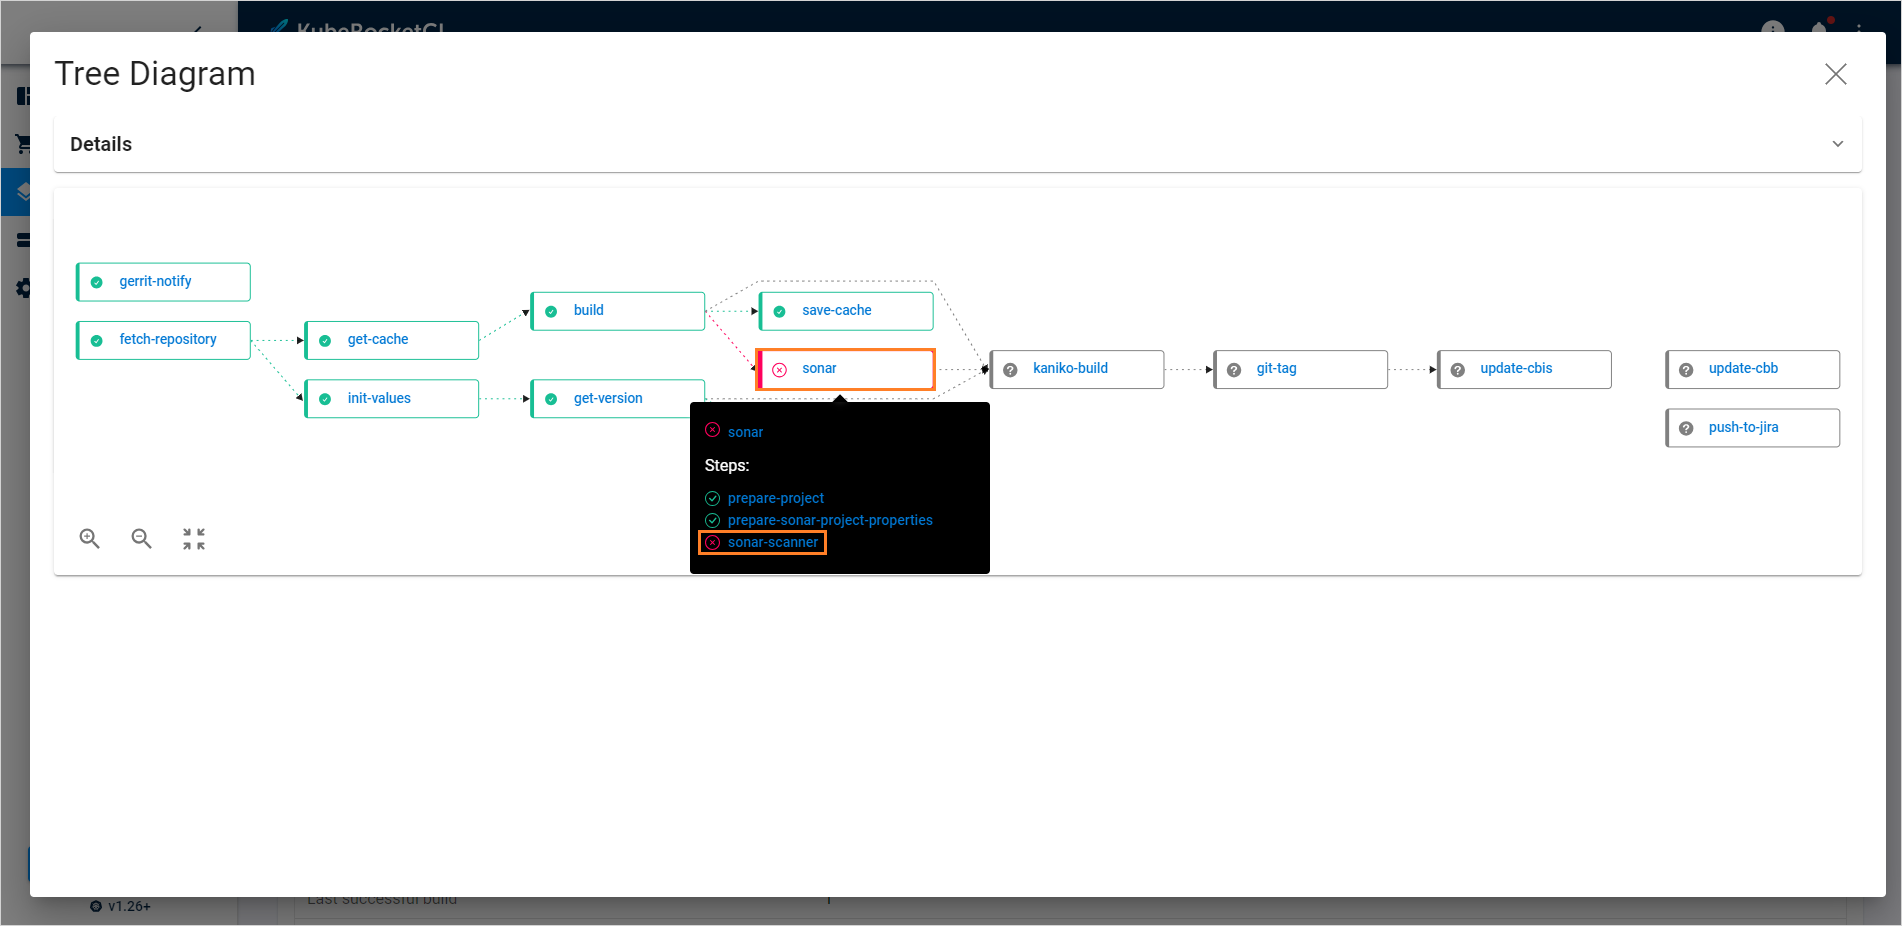 KubeRocketCI
Tree Diagram
Details
gerrit-notify
fetch-repository
get-cache
init-values
build
get-version
save-cache
sonar
kaniko-build
git-tag
update-cbis
update-cbb
push-to-jira
sonar
Steps:
prepare-project
prepare-sonar-project-properties
sonar-scanner
Last successful build
v1.26+